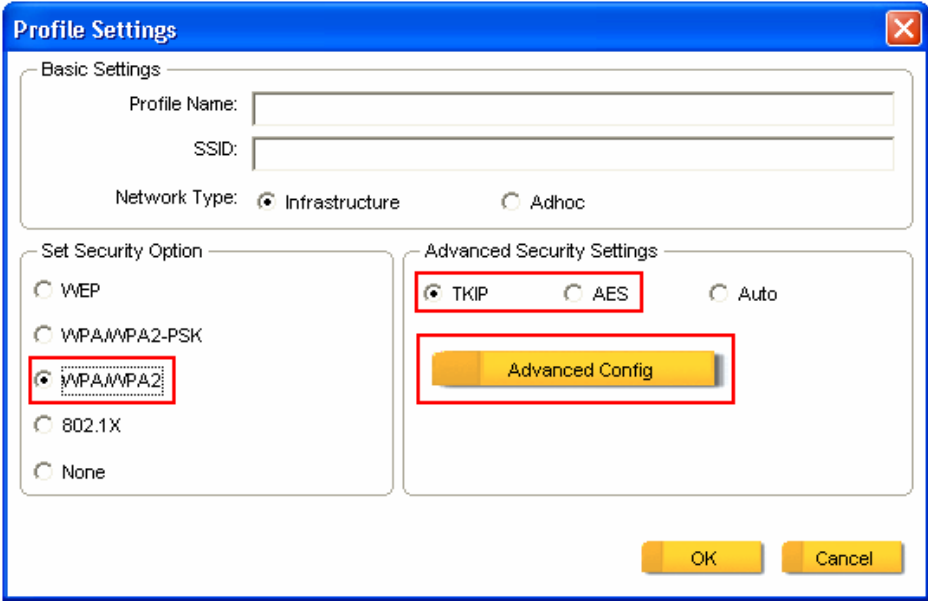 Profile Settings
Basic Settings
Profile Name:
SSID:
Network Type: Infrastructure Adhoc
Set Security Option
WEP
WPA/WPA2-PSK
WPA/WPA2
802.1X
None
Advanced Security Settings
TKIP AES Auto
Advanced Config
OK Cancel